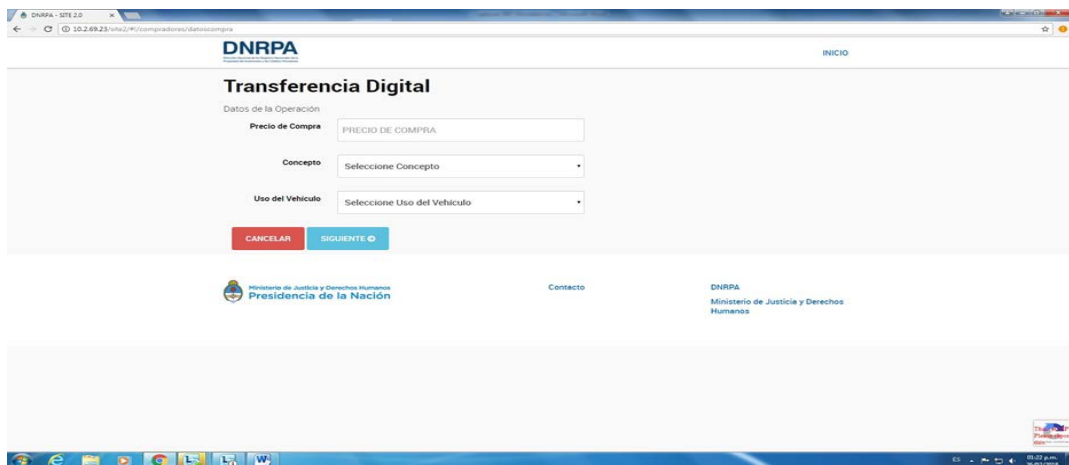 DNRPA - SITE 2.0
10.2.69.23/site2/#!/compradores/datoscompra
DNRPA
INICIO
Transferencia Digital
Datos de la Operación
Precio de Compra
PRECIO DE COMPRA
Concepto
Seleccione Concepto
Uso del Vehículo
Seleccione Uso del Vehículo
CANCELAR
SIGUIENTE
Ministerio de Justicia y Derechos Humanos
Presidencia de la Nación
Contacto
DNRPA
Ministerio de Justicia y Derechos
Humanos
ES
01:22 p.m.